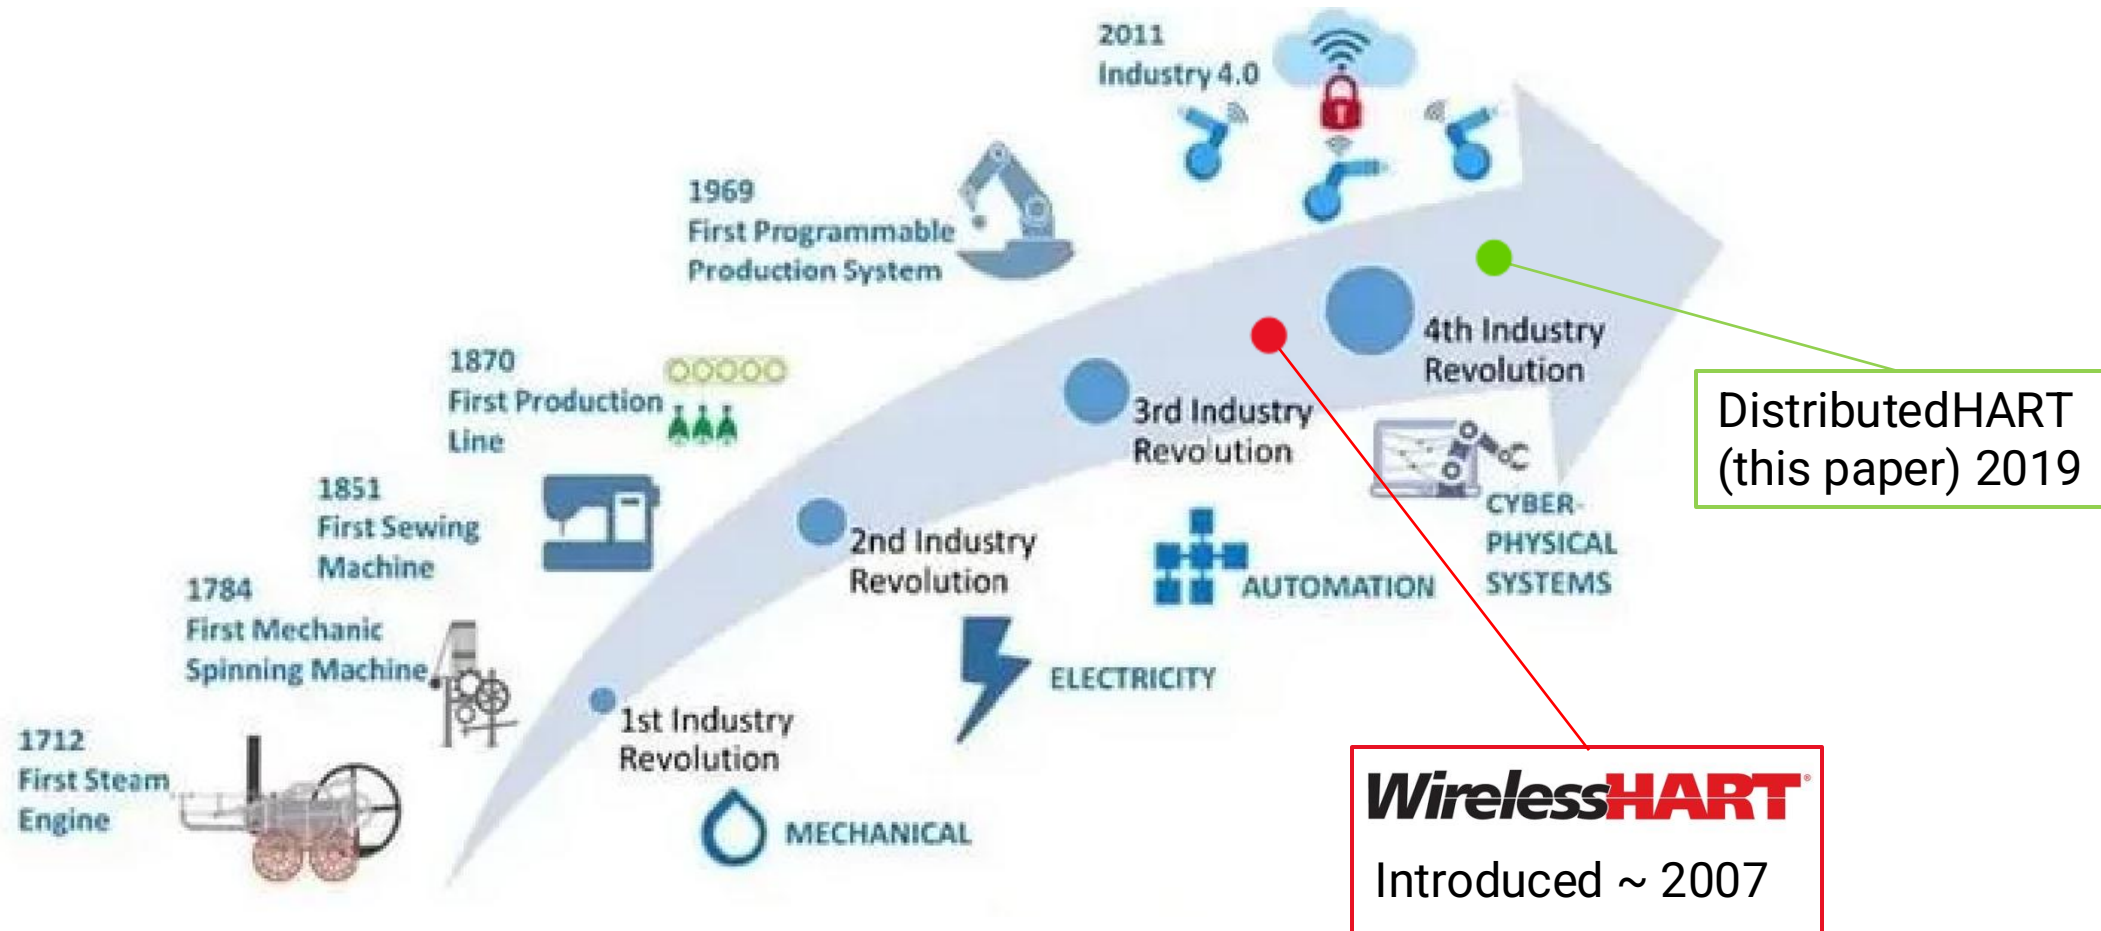 2011
Industry 4.0
1969
First Programmable
Production System
1870
First Production
Line
1851
First Sewing
Machine
1784
First Mechanic
Spinning Machine
1712
First Steam
Engine
1st Industry
Revolution
2nd Industry
Revolution
3rd Industry
Revolution
4th Industry
Revolution
MECHANICAL
ELECTRICITY
AUTOMATION
CYBER-
PHYSICAL
SYSTEMS
DistributedHART
(this paper) 2019
WirelessHART®
Introduced ~ 2007